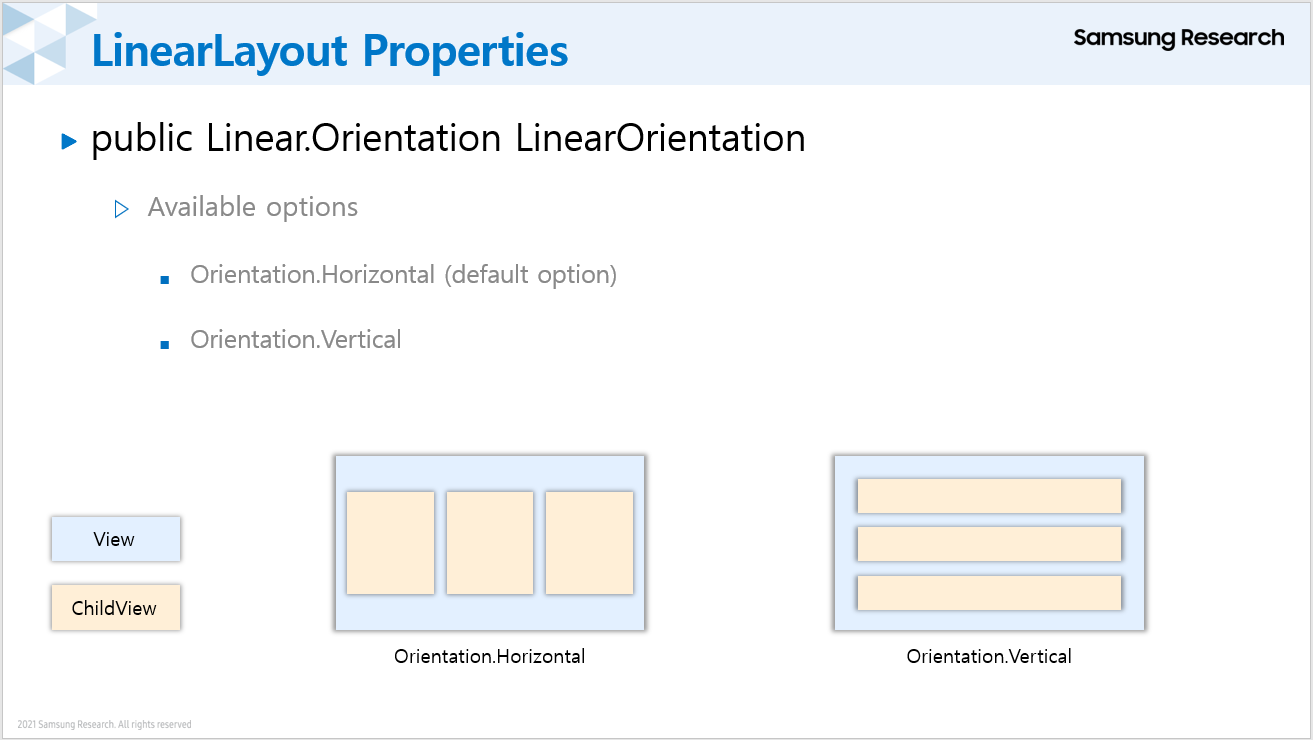 LinearLayout Properties
Samsung Research
public Linear.Orientation LinearOrientation
Available options
Orientation.Horizontal (default option)
Orientation.Vertical
View
ChildView
Orientation.Horizontal
Orientation.Vertical
2021 Samsung Research. All rights reserved